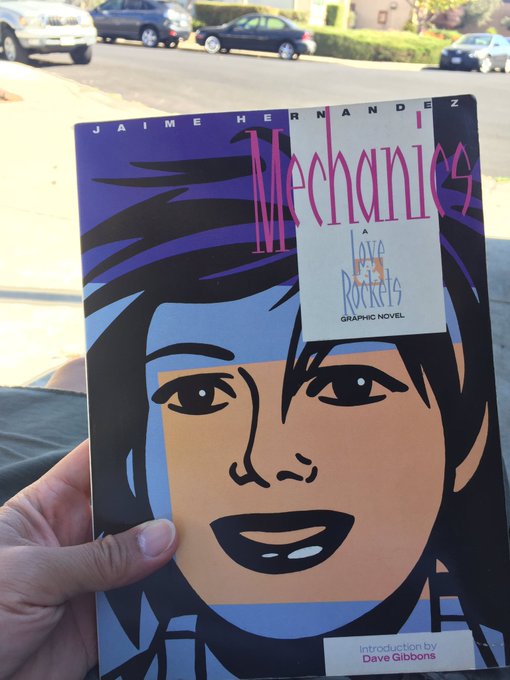 JAIME HERNANDEZ
Mechanics
A
Love
&
Rockets
GRAPHIC NOVEL
Introduction by
Dave Gibbons